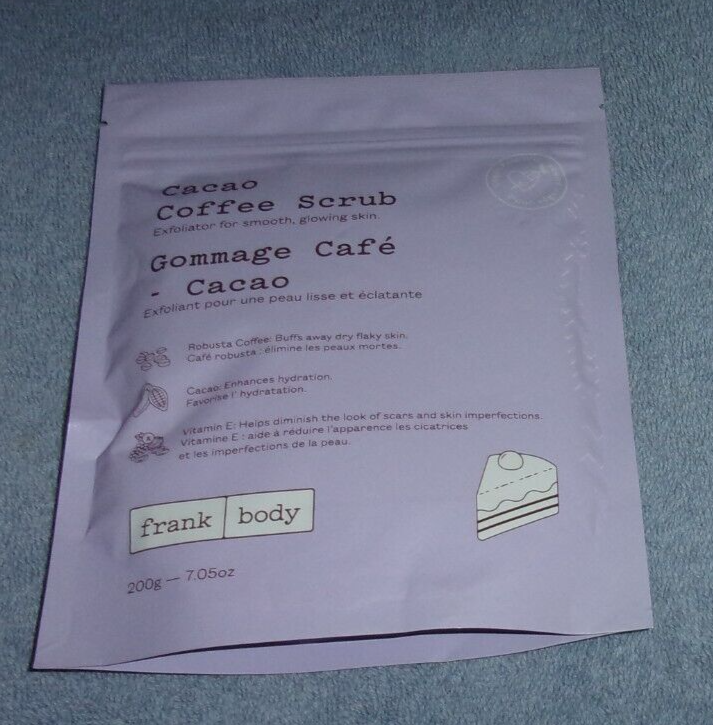 Cacao
Coffee Scrub
Exfoliator for smooth, glowing skin.
Gommage Café
- Cacao
Exfoliant pour une peau lisse et éclatante
Robusta Coffee: Buffs away dry flaky skin.
Café robusta : élimine les peaux mortes.
Cacao: Enhances hydration.
Favorise l' hydratation.
Vitamin E: Helps diminish the look of scars and skin imperfections.
Vitamine E : aide à réduire l'apparence les cicatrices
et les imperfections de la peau.
frank body
200g — 7.05oz